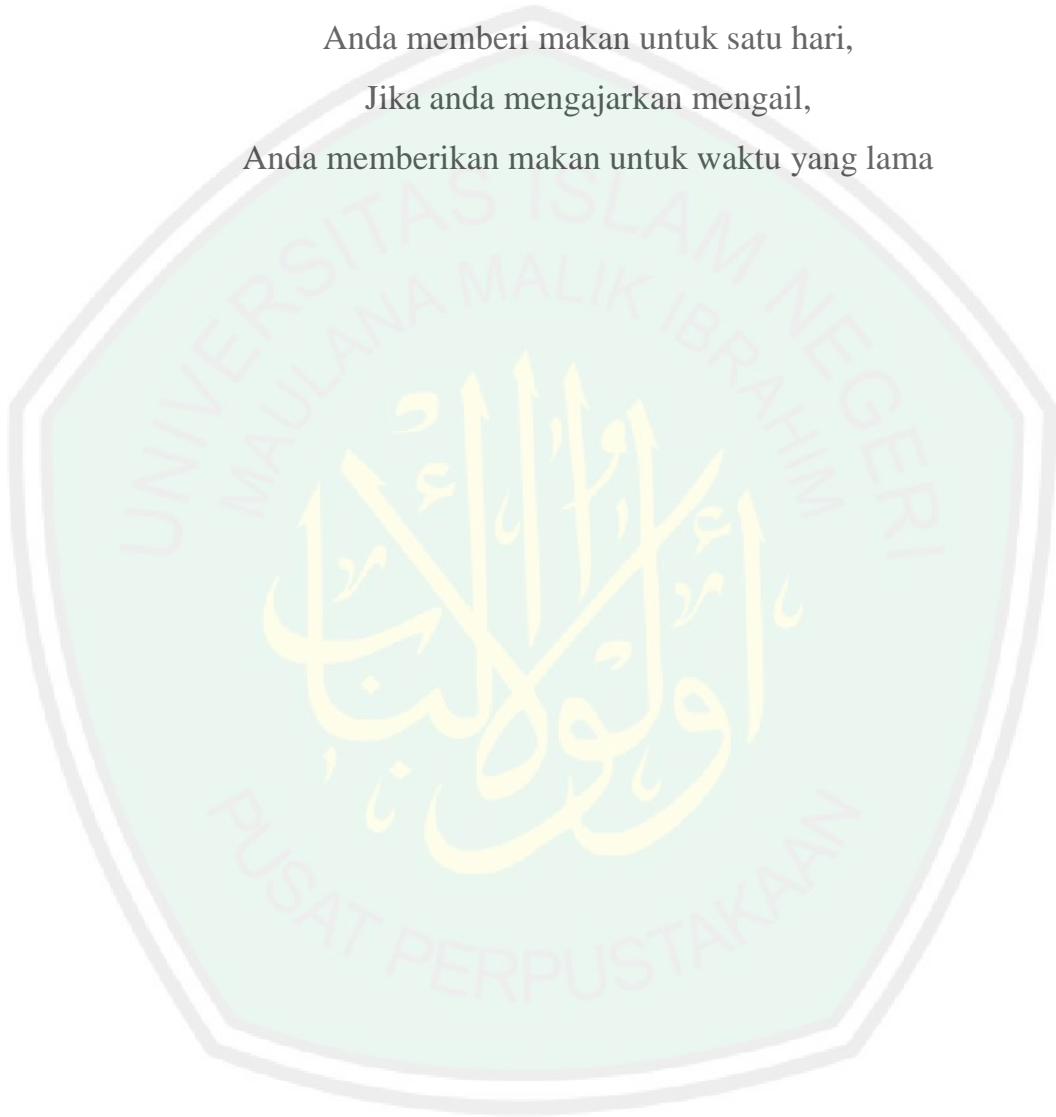 Anda memberi makan untuk satu hari,
Jika anda mengajarkan mengail,
Anda memberikan makan untuk waktu yang lama
UNIVERSITAS ISLAM NEGERI
MAULANA MALIK IBRAHIM
أولوا الألباب
PUSAT PERPUSTAKAAN